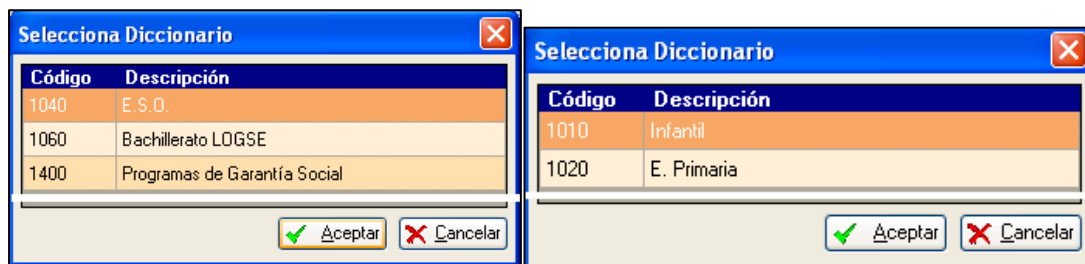 Selecciona Diccionario
Código Descripción
1040 E.S.O.
1060 Bachillerato LOGSE
1400 Programas de Garantía Social
Aceptar Cancelar
Selecciona Diccionario
Código Descripción
1010 Infantil
1020 E. Primaria
Aceptar Cancelar